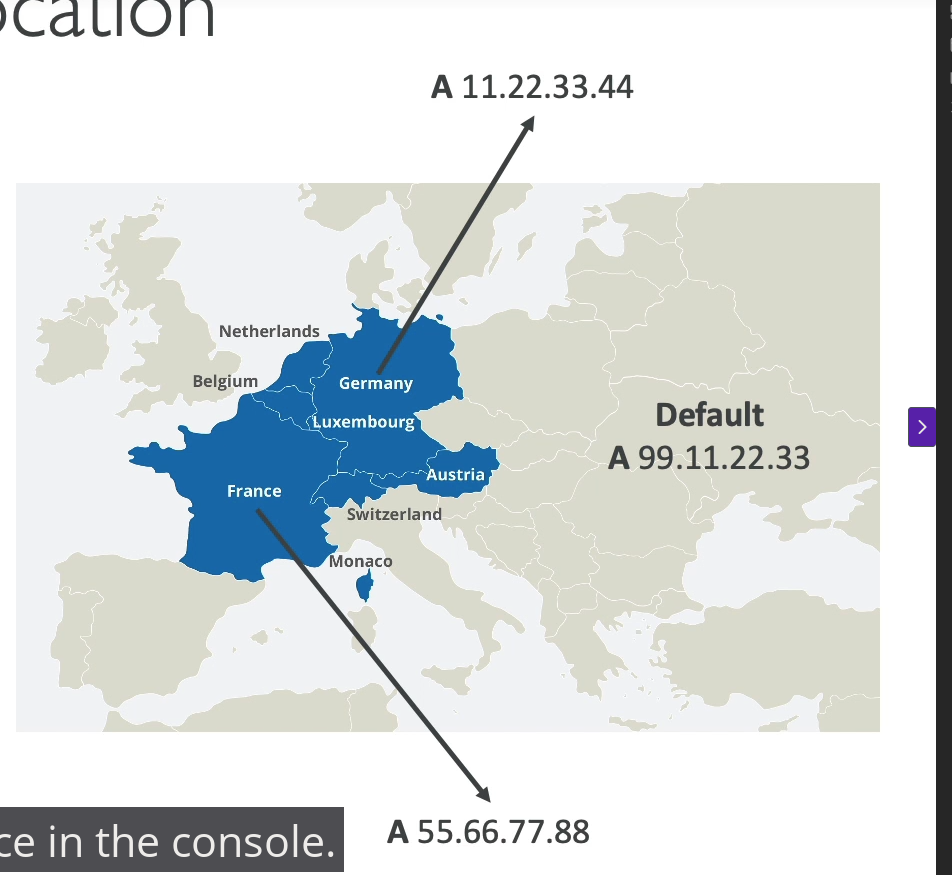 ocation
A 11.22.33.44
Netherlands
Belgium
Germany
Luxembourg
Default
A 99.11.22.33
Austria
France
Switzerland
Monaco
A 55.66.77.88
ce in the console.